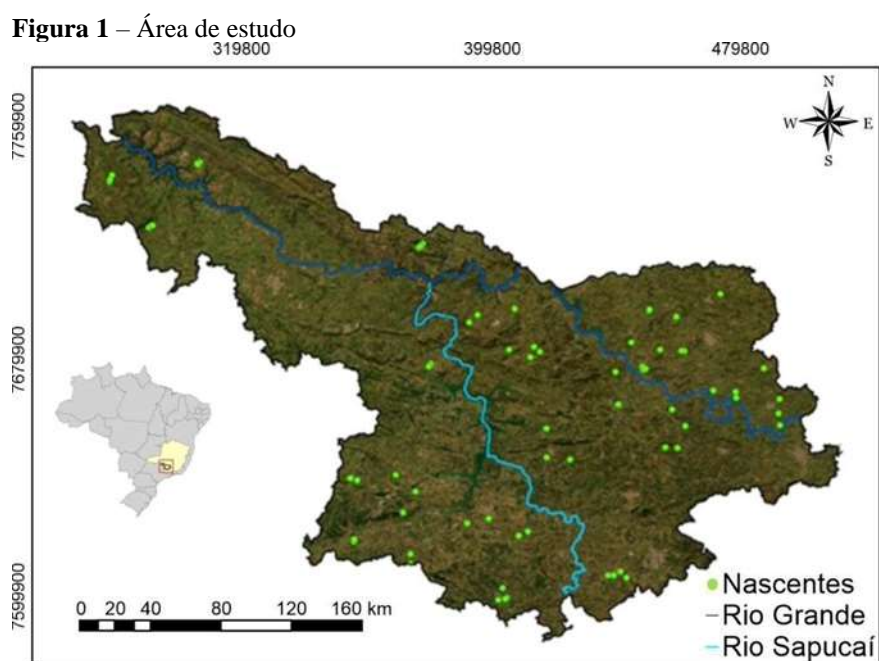 Figura 1 – Área de estudo
319800 399800 479800
7759900
7679900
7599900
N
W E
S
0 20 40 80 120 160 km
Nascentes
Rio Grande
Rio Sapucaí